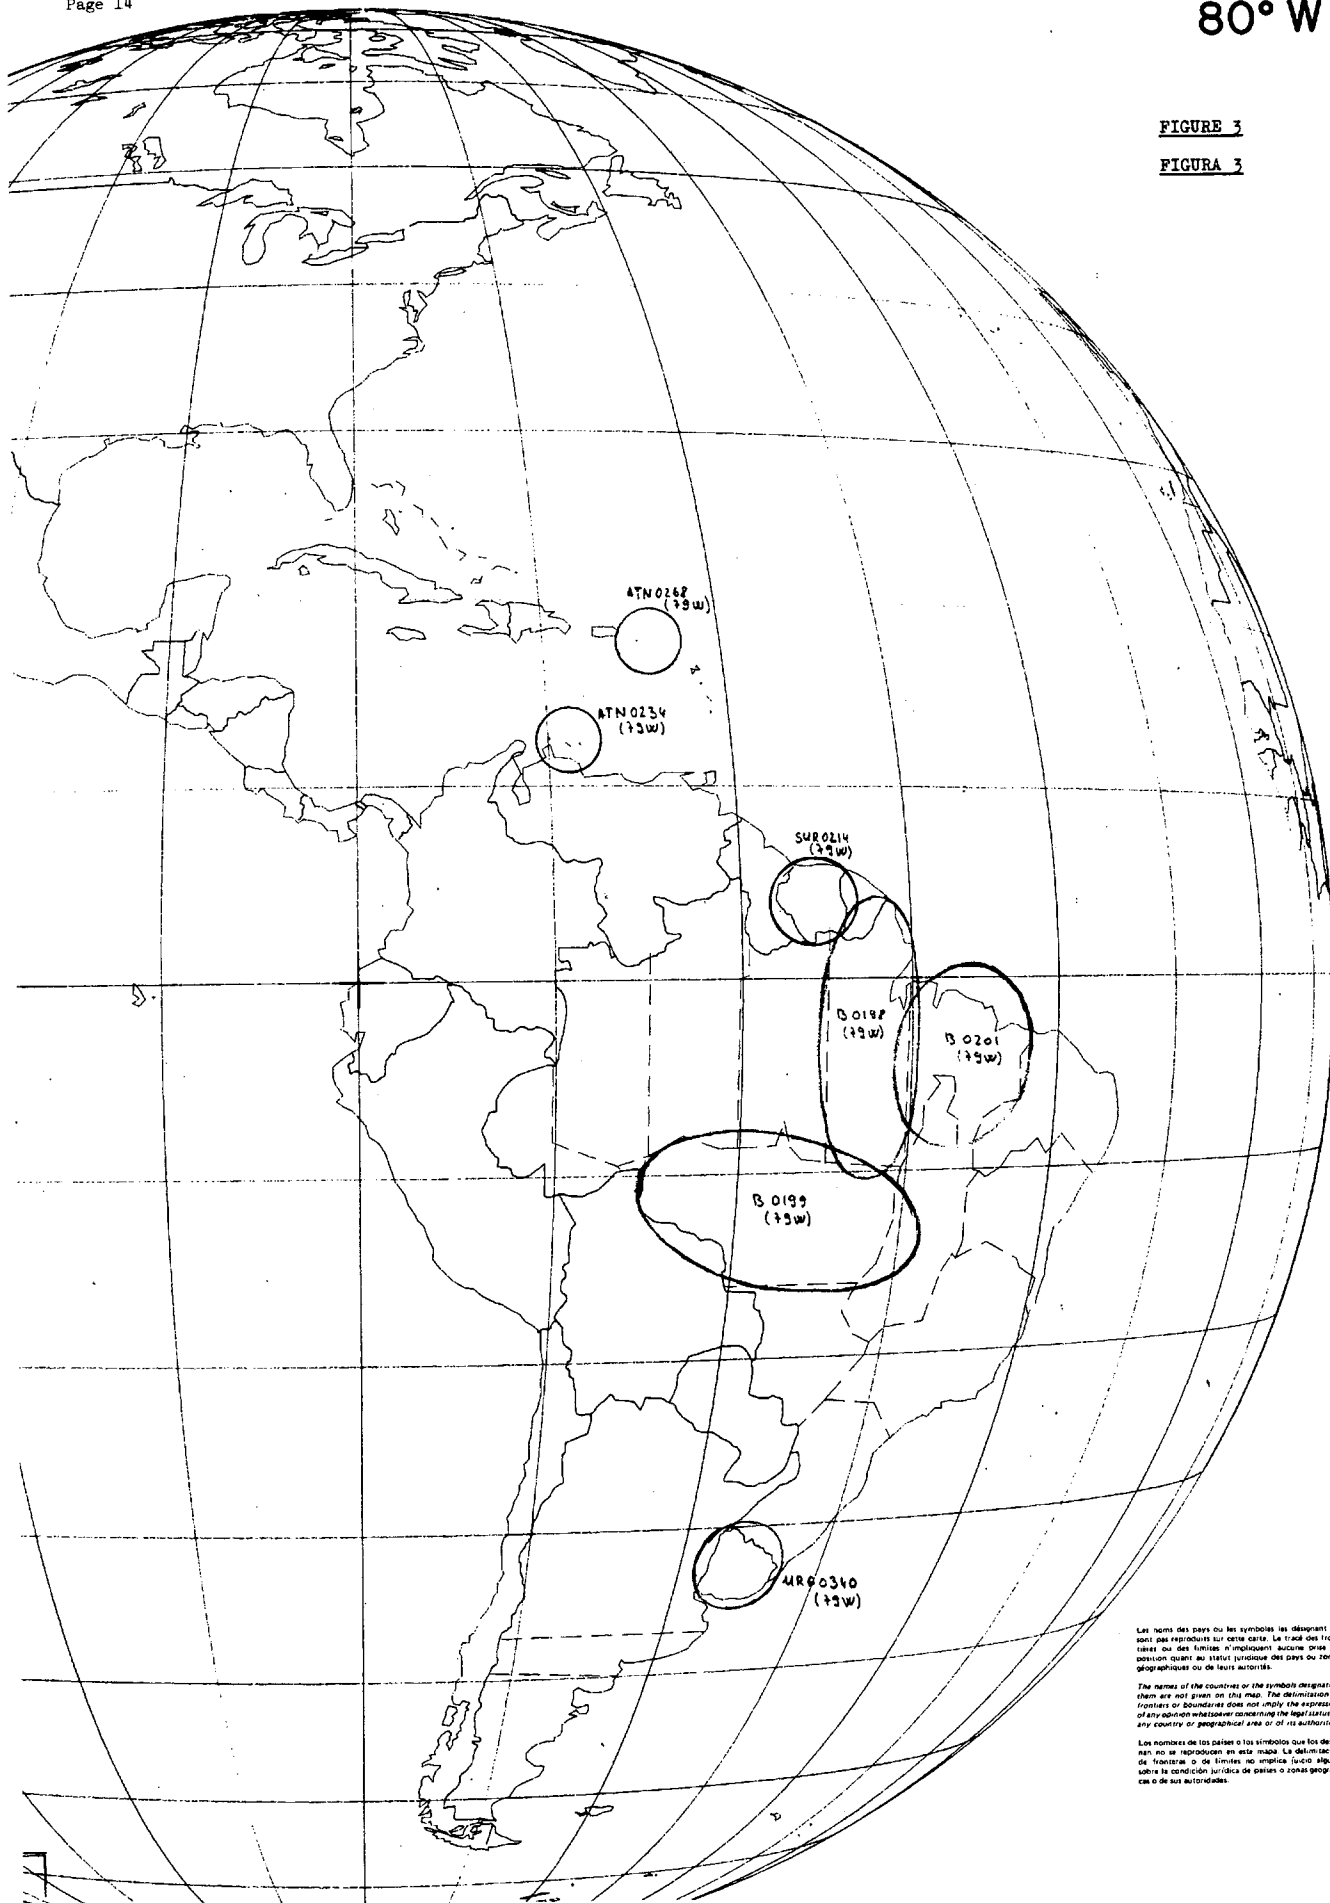 Page 14
80° W
FIGURE 3
FIGURA 3
ATN0268
(79W)
ATN0234
(79W)
SUR0214
(79W)
B 0198
(79W)
B 0201
(79W)
B 0199
(79W)
URG0340
(79W)
Les noms des pays ou les symboles les désignant
sont pas reproduits sur cette carte. Le tracé des fro
tières ou des limites n'impliquent aucune prise
position quant au statut juridique des pays ou zon
géographiques ou de leurs autorités.
The names of the countries or the symbols designat
them are not given on this map. The delimitation
frontiers or boundaries does not imply the express
of any opinion whatsoever concerning the legal status
any country or geographical area or of its authorit
Los nombres de los países o los símbolos que los de
nan no se reproducen en este mapa. La delimitac
de fronteras o de límites no implica juicio algu
sobre la condición jurídica de países o zonas geogr
cas o de sus autoridades.